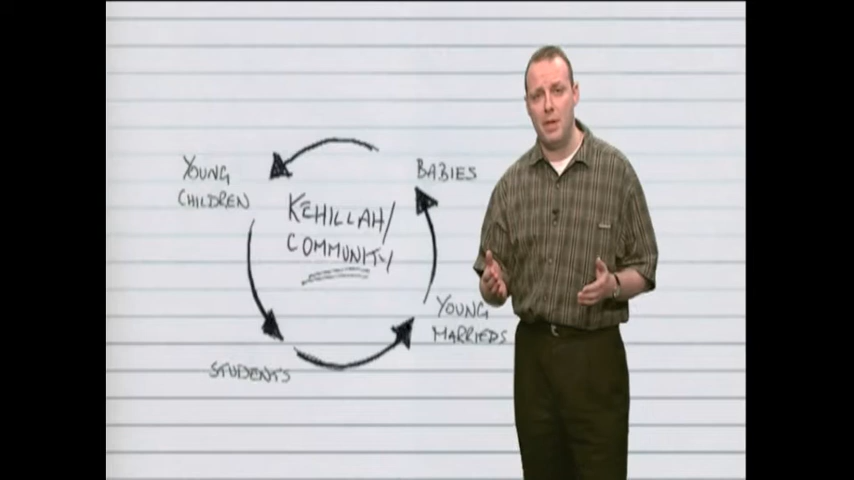 BABIES
YOUNG
CHILDREN
KEHILLAH/
COMMUNITY
YOUNG
MARRIEDS
STUDENTS